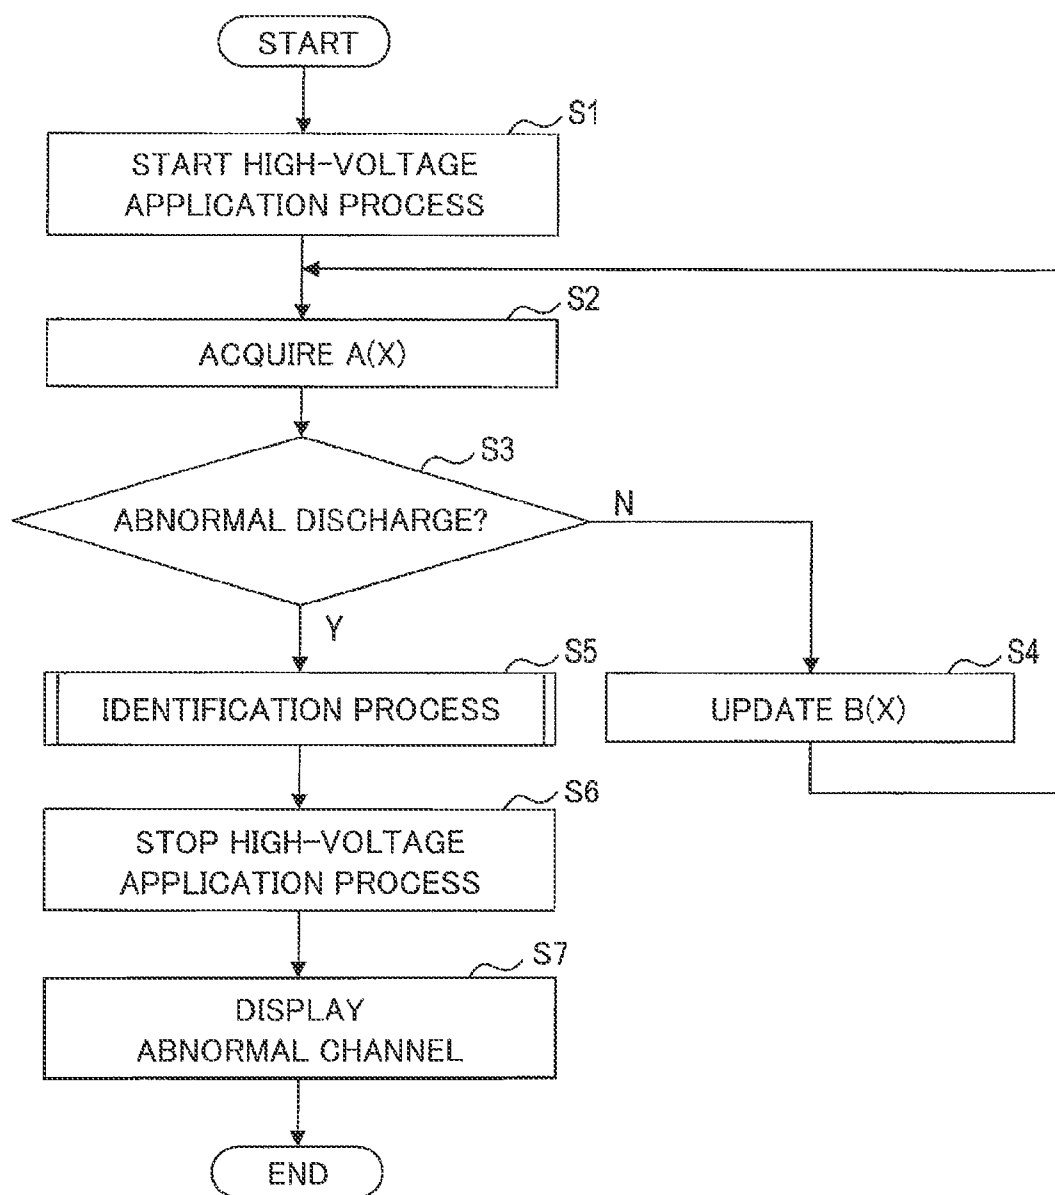 START
S1
START HIGH-VOLTAGE
APPLICATION PROCESS
S2
ACQUIRE A(X)
S3
ABNORMAL DISCHARGE?
N
Y
S5
IDENTIFICATION PROCESS
S4
UPDATE B(X)
S6
STOP HIGH-VOLTAGE
APPLICATION PROCESS
S7
DISPLAY
ABNORMAL CHANNEL
END